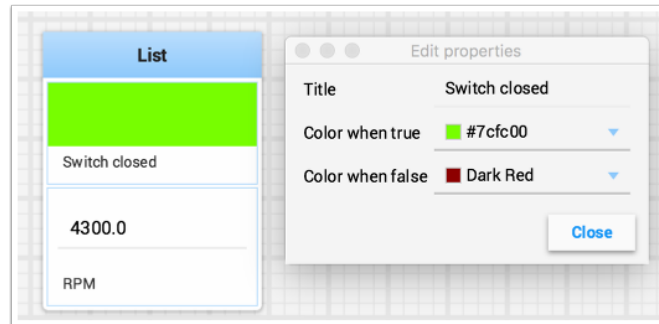 List
Switch closed
4300.0
RPM
Edit properties
Title Switch closed
Color when true #7cfc00
Color when false Dark Red
Close